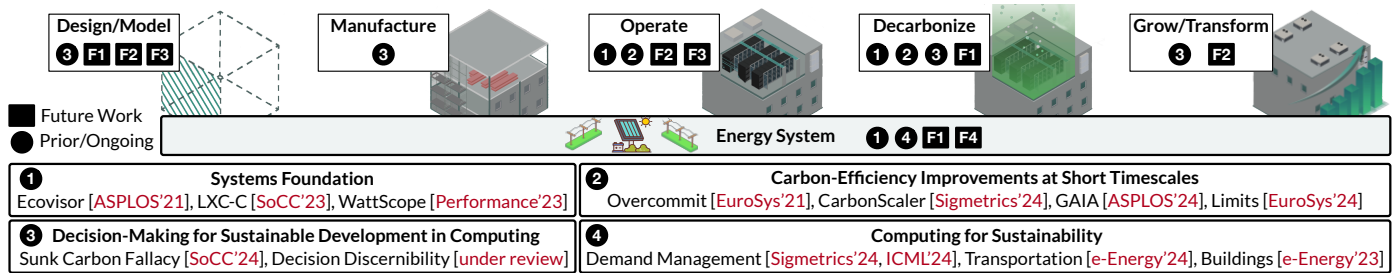 Design/Model
3 F1 F2 F3
Manufacture
3
Operate
1 2 F2 F3
Decarbonize
1 2 3 F1
Grow/Transform
3 F2
Future Work
Prior/Ongoing
Energy System 1 4 F1 F4
1 Systems Foundation
Ecovisor [ASPLOS'21], LXC-C [SoCC'23], WattScope [Performance'23]
2 Carbon-Efficiency Improvements at Short Timescales
Overcommit [EuroSys'21], CarbonScaler [Sigmetrics'24], GAIA [ASPLOS'24], Limits [EuroSys'24]
3 Decision-Making for Sustainable Development in Computing
Sunk Carbon Fallacy [SoCC'24], Decision Discernibility [under review]
4 Computing for Sustainability
Demand Management [Sigmetrics'24, ICML'24], Transportation [e-Energy'24], Buildings [e-Energy'23]